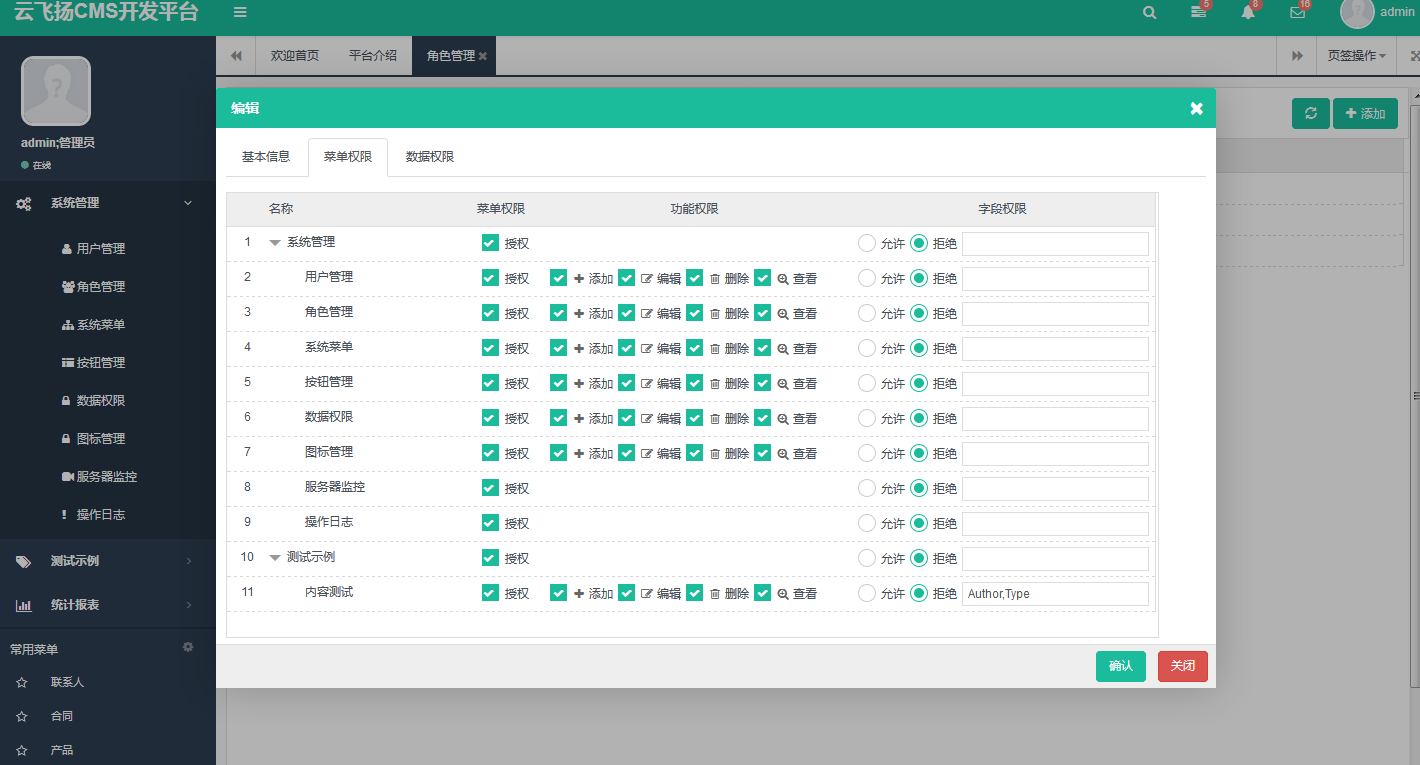 云飞扬CMS开发平台
5
8
16
admin
欢迎首页 平台介绍 角色管理
页签操作
admin;管理员
在线
系统管理
用户管理
角色管理
系统菜单
按钮管理
数据权限
图标管理
服务器监控
操作日志
测试示例
统计报表
常用菜单
联系人
合同
产品
添加
编辑
基本信息 菜单权限 数据权限
名称 菜单权限 功能权限 字段权限
1 系统管理 授权 允许 拒绝
2 用户管理 授权 添加 编辑 删除 查看 允许 拒绝
3 角色管理 授权 添加 编辑 删除 查看 允许 拒绝
4 系统菜单 授权 添加 编辑 删除 查看 允许 拒绝
5 按钮管理 授权 添加 编辑 删除 查看 允许 拒绝
6 数据权限 授权 添加 编辑 删除 查看 允许 拒绝
7 图标管理 授权 添加 编辑 删除 查看 允许 拒绝
8 服务器监控 授权 允许 拒绝
9 操作日志 授权 允许 拒绝
10 测试示例 授权 允许 拒绝
11 内容测试 授权 添加 编辑 删除 查看 允许 拒绝 Author,Type
确认 关闭